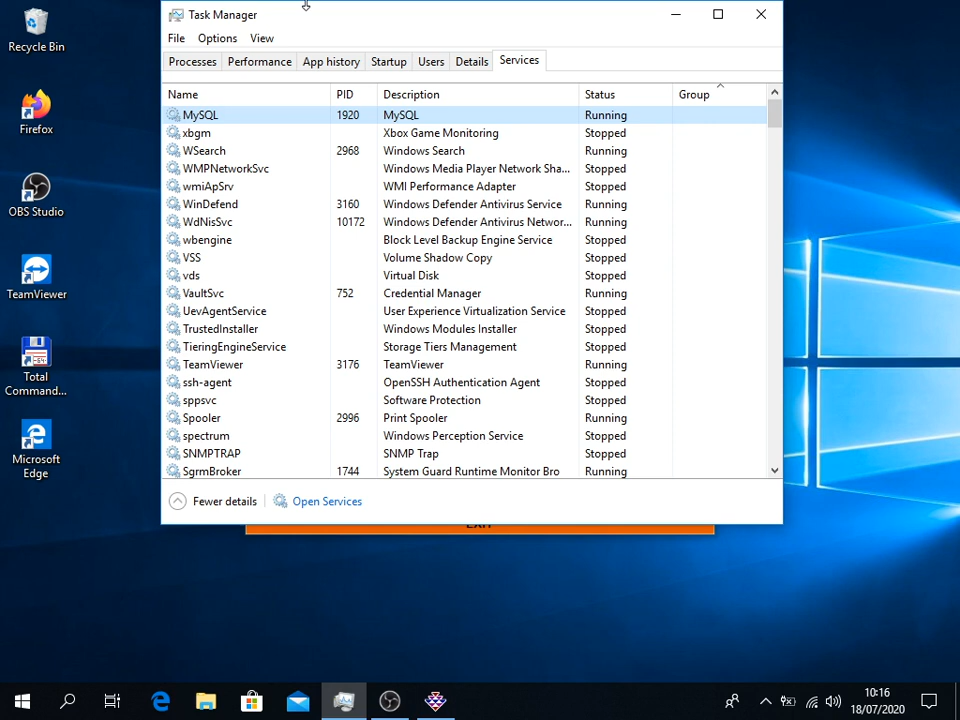 Recycle Bin
Firefox
OBS Studio
TeamViewer
Total
Command...
Microsoft
Edge
Task Manager
File Options View
Processes Performance App history Startup Users Details Services
Name PID Description Status Group
MySQL 1920 MySQL Running
xbgm Xbox Game Monitoring Stopped
WSearch 2968 Windows Search Running
WMPNetworkSvc Windows Media Player Network Sha... Stopped
wmiApSrv WMI Performance Adapter Stopped
WinDefend 3160 Windows Defender Antivirus Service Running
WdNisSvc 10172 Windows Defender Antivirus Networ... Running
wbengine Block Level Backup Engine Service Stopped
VSS Volume Shadow Copy Stopped
vds Virtual Disk Stopped
VaultSvc 752 Credential Manager Running
UevAgentService User Experience Virtualization Service Stopped
TrustedInstaller Windows Modules Installer Stopped
TieringEngineService Storage Tiers Management Stopped
TeamViewer 3176 TeamViewer Running
ssh-agent OpenSSH Authentication Agent Stopped
sppsvc Software Protection Stopped
Spooler 2996 Print Spooler Running
spectrum Windows Perception Service Stopped
SNMPTRAP SNMP Trap Stopped
SgrmBroker 1744 System Guard Runtime Monitor Bro Running
Fewer details Open Services
EXIT
10:16
18/07/2020